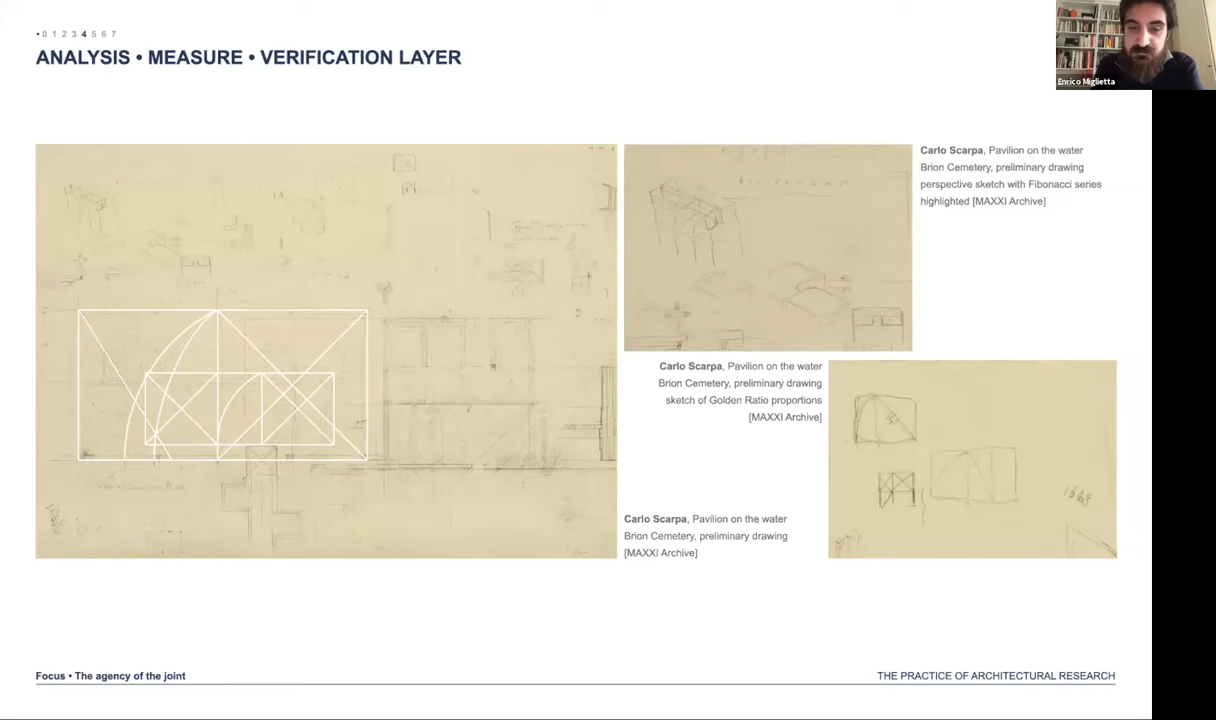 •0 1 2 3 4 5 6 7
ANALYSIS • MEASURE • VERIFICATION LAYER
Enrico Miglietta
Carlo Scarpa, Pavilion on the water
Brion Cemetery, preliminary drawing
perspective sketch with Fibonacci series
highlighted [MAXXI Archive]
Carlo Scarpa, Pavilion on the water
Brion Cemetery, preliminary drawing
sketch of Golden Ratio proportions
[MAXXI Archive]
Carlo Scarpa, Pavilion on the water
Brion Cemetery, preliminary drawing
[MAXXI Archive]
Focus • The agency of the joint
THE PRACTICE OF ARCHITECTURAL RESEARCH